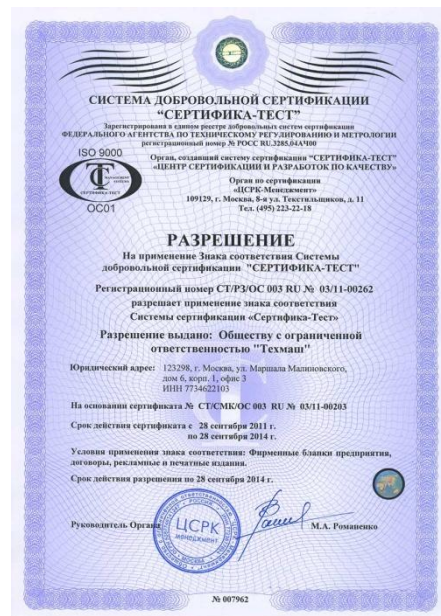 СИСТЕМА ДОБРОВОЛЬНОЙ СЕРТИФИКАЦИИ
“СЕРТИФИКА-ТЕСТ”
Зарегистрирована в едином реестре добровольных систем сертификации
ФЕДЕРАЛЬНОГО АГЕНТСТВА ПО ТЕХНИЧЕСКОМУ РЕГУЛИРОВАНИЮ И МЕТРОЛОГИИ
регистрационный номер № РОСС RU.З285.04АЧ00
ISO 9000
СЕРТИФИКА-ТЕСТ
ОС01
Орган, создавший систему сертификации "СЕРТИФИКА-ТЕСТ"
«ЦЕНТР СЕРТИФИКАЦИИ И РАЗРАБОТОК ПО КАЧЕСТВУ»
Орган по сертификации
«ЦСРК-Менеджмент»
109129, г. Москва, 8-я ул. Текстильщиков, д. 11
Тел. (495) 223-22-18
РАЗРЕШЕНИЕ
На применение Знака соответствия Системы
добровольной сертификации "СЕРТИФИКА-ТЕСТ"
Регистрационный номер СТ/РЗ/ОС 003 RU № 03/11-00262
разрешает применение знака соответствия
Системы сертификации «Сертифика-Тест»
Разрешение выдано: Обществу с ограниченной
ответственностью "Техмаш"
Юридический адрес: 123298, г. Москва, ул. Маршала Малиновского,
дом 6, корп. 1, офис 3
ИНН 7734622103
На основании сертификата № СТ/СМК/ОС 003 RU № 03/11-00203
Срок действия сертификата с 28 сентября 2011 г.
по 28 сентября 2014 г.
Условия применения знака соответствия: Фирменные бланки предприятия,
договоры, рекламные и печатные издания.
Срок действия разрешения по 28 сентября 2014 г.
Руководитель Органа
ЦСРК
менеджмент
М.А. Романенко
№ 007962